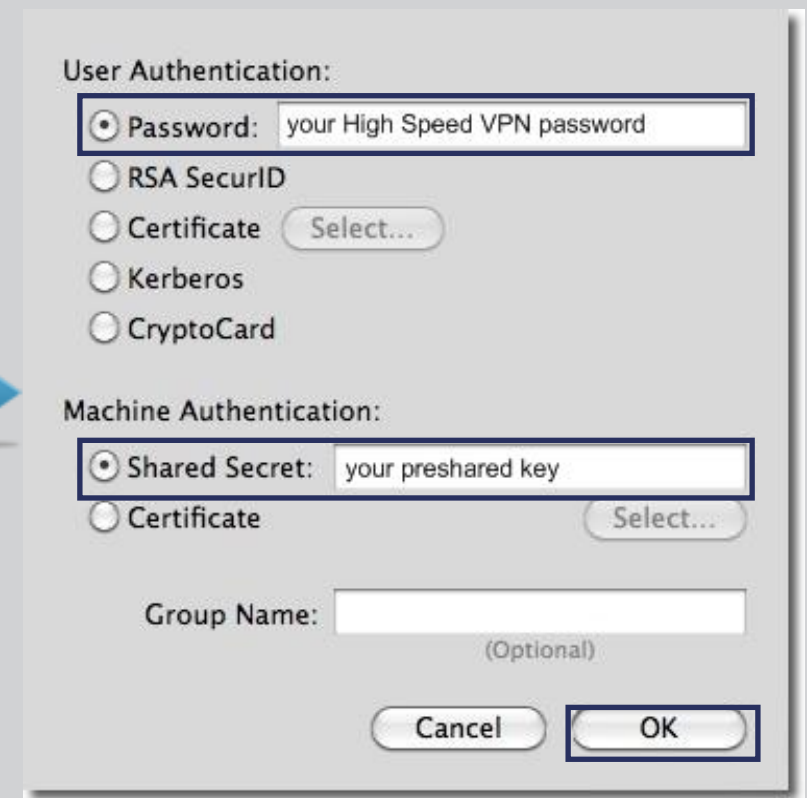 User Authentication:
Password: your High Speed VPN password
RSA SecurID
Certificate Select...
Kerberos
CryptoCard
Machine Authentication:
Shared Secret: your preshared key
Certificate Select...
Group Name:
(Optional)
Cancel OK